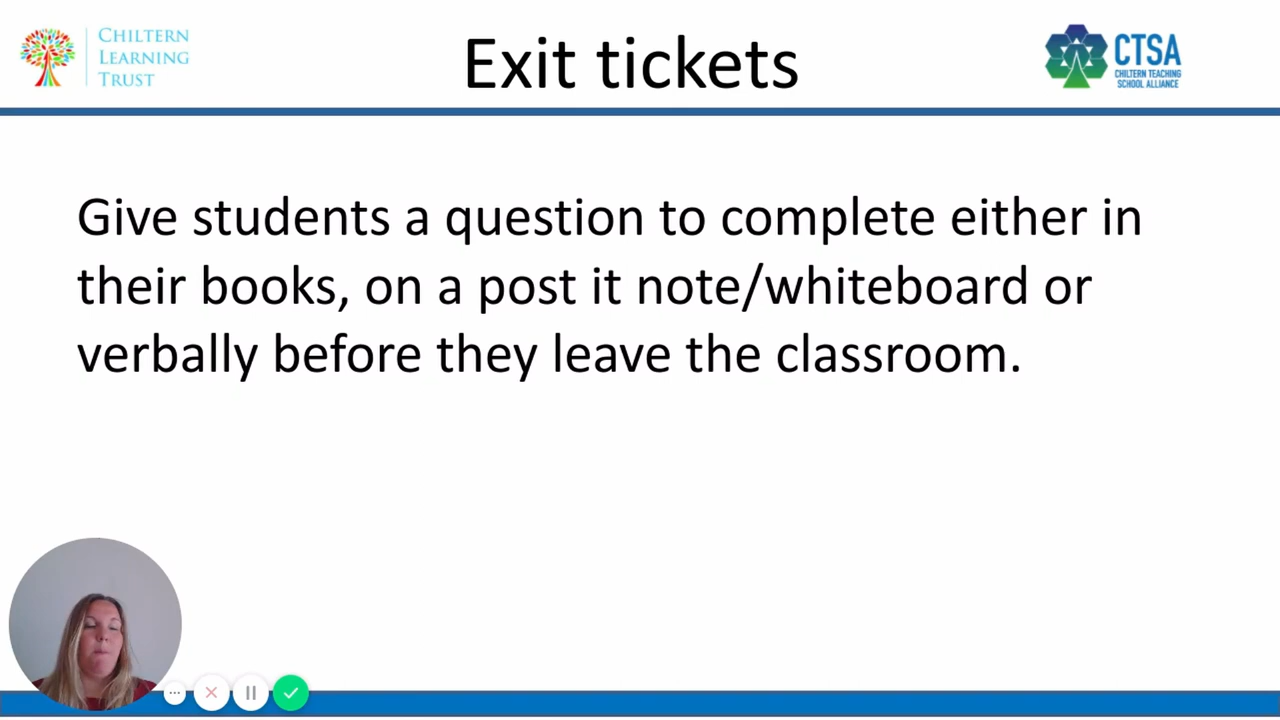 CHILTERN
LEARNING
TRUST
Exit tickets
CTSA
CHILTERN TEACHING
SCHOOL ALLIANCE
Give students a question to complete either in
their books, on a post it note/whiteboard or
verbally before they leave the classroom.